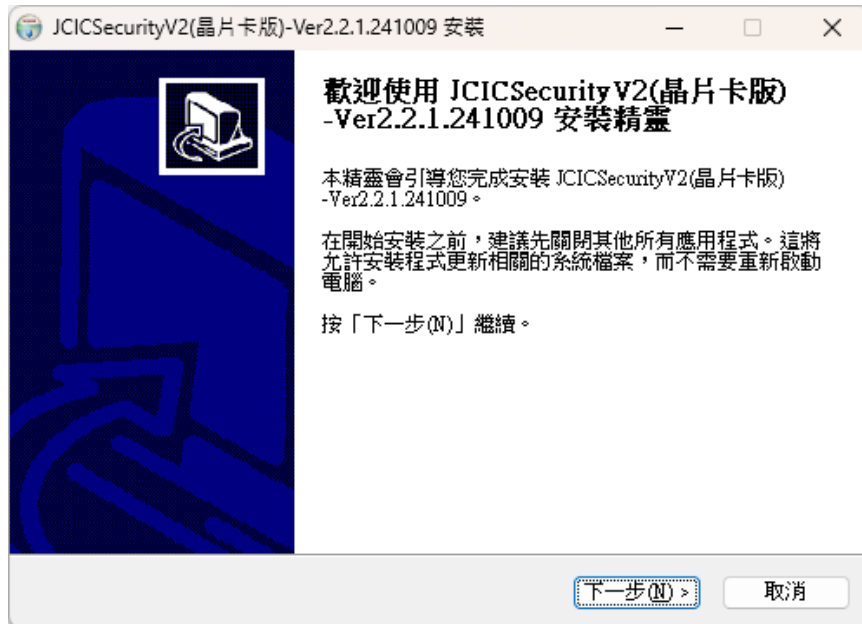 JCICSecurityV2(晶片卡版)-Ver2.2.1.241009 安裝
歡迎使用 JCICSecurityV2(晶片卡版)
-Ver2.2.1.241009 安裝精靈
本精靈會引導您完成安裝 JCICSecurityV2(晶片卡版)
-Ver2.2.1.241009。
在開始安裝之前，建議先關閉其他所有應用程式。這將
允許安裝程式更新相關的系統檔案，而不需要重新啟動
電腦。
按「下一步(N)」繼續。
下一步(N) >
取消